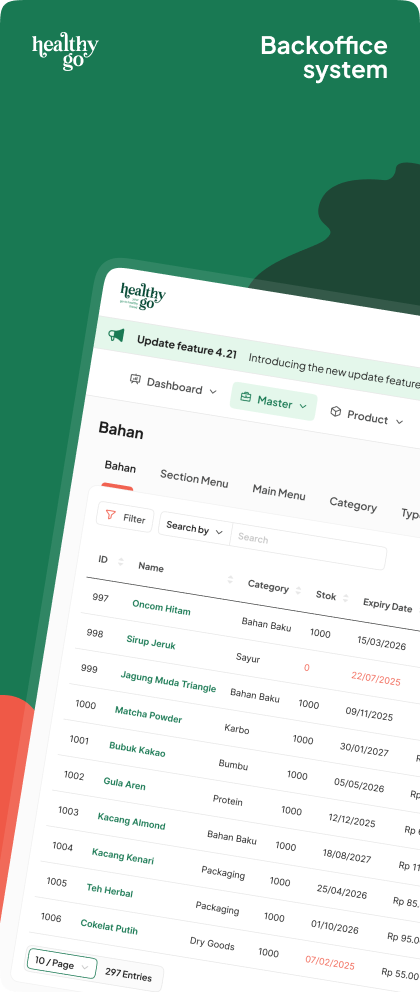 healthy
go
Backoffice
system
healthy
go
Update feature 4.21 Introducing the new update feature
Dashboard Master Product
Bahan
Bahan Section Menu Main Menu Category Typ
Filter Search by Search
ID Name Category Stok Expiry Date
997 Oncom Hitam Bahan Baku 1000 15/03/2026
998 Sirup Jeruk Sayur 0 22/07/2025
999 Jagung Muda Triangle Bahan Baku 1000 09/11/2025
1000 Matcha Powder Karbo 1000 30/01/2027 R
1001 Bubuk Kakao Bumbu 1000 05/05/2026 Rp
1002 Gula Aren Protein 1000 12/12/2025 Rp
1003 Kacang Almond Bahan Baku 1000 18/08/2027 Rp 11
1004 Kacang Kenari Packaging 1000 25/04/2026 Rp 85.
1005 Teh Herbal Packaging 1000 01/10/2026 Rp 95.0
1006 Cokelat Putih Dry Goods 1000 07/02/2025 Rp 55.00
10 / Page 297 Entries